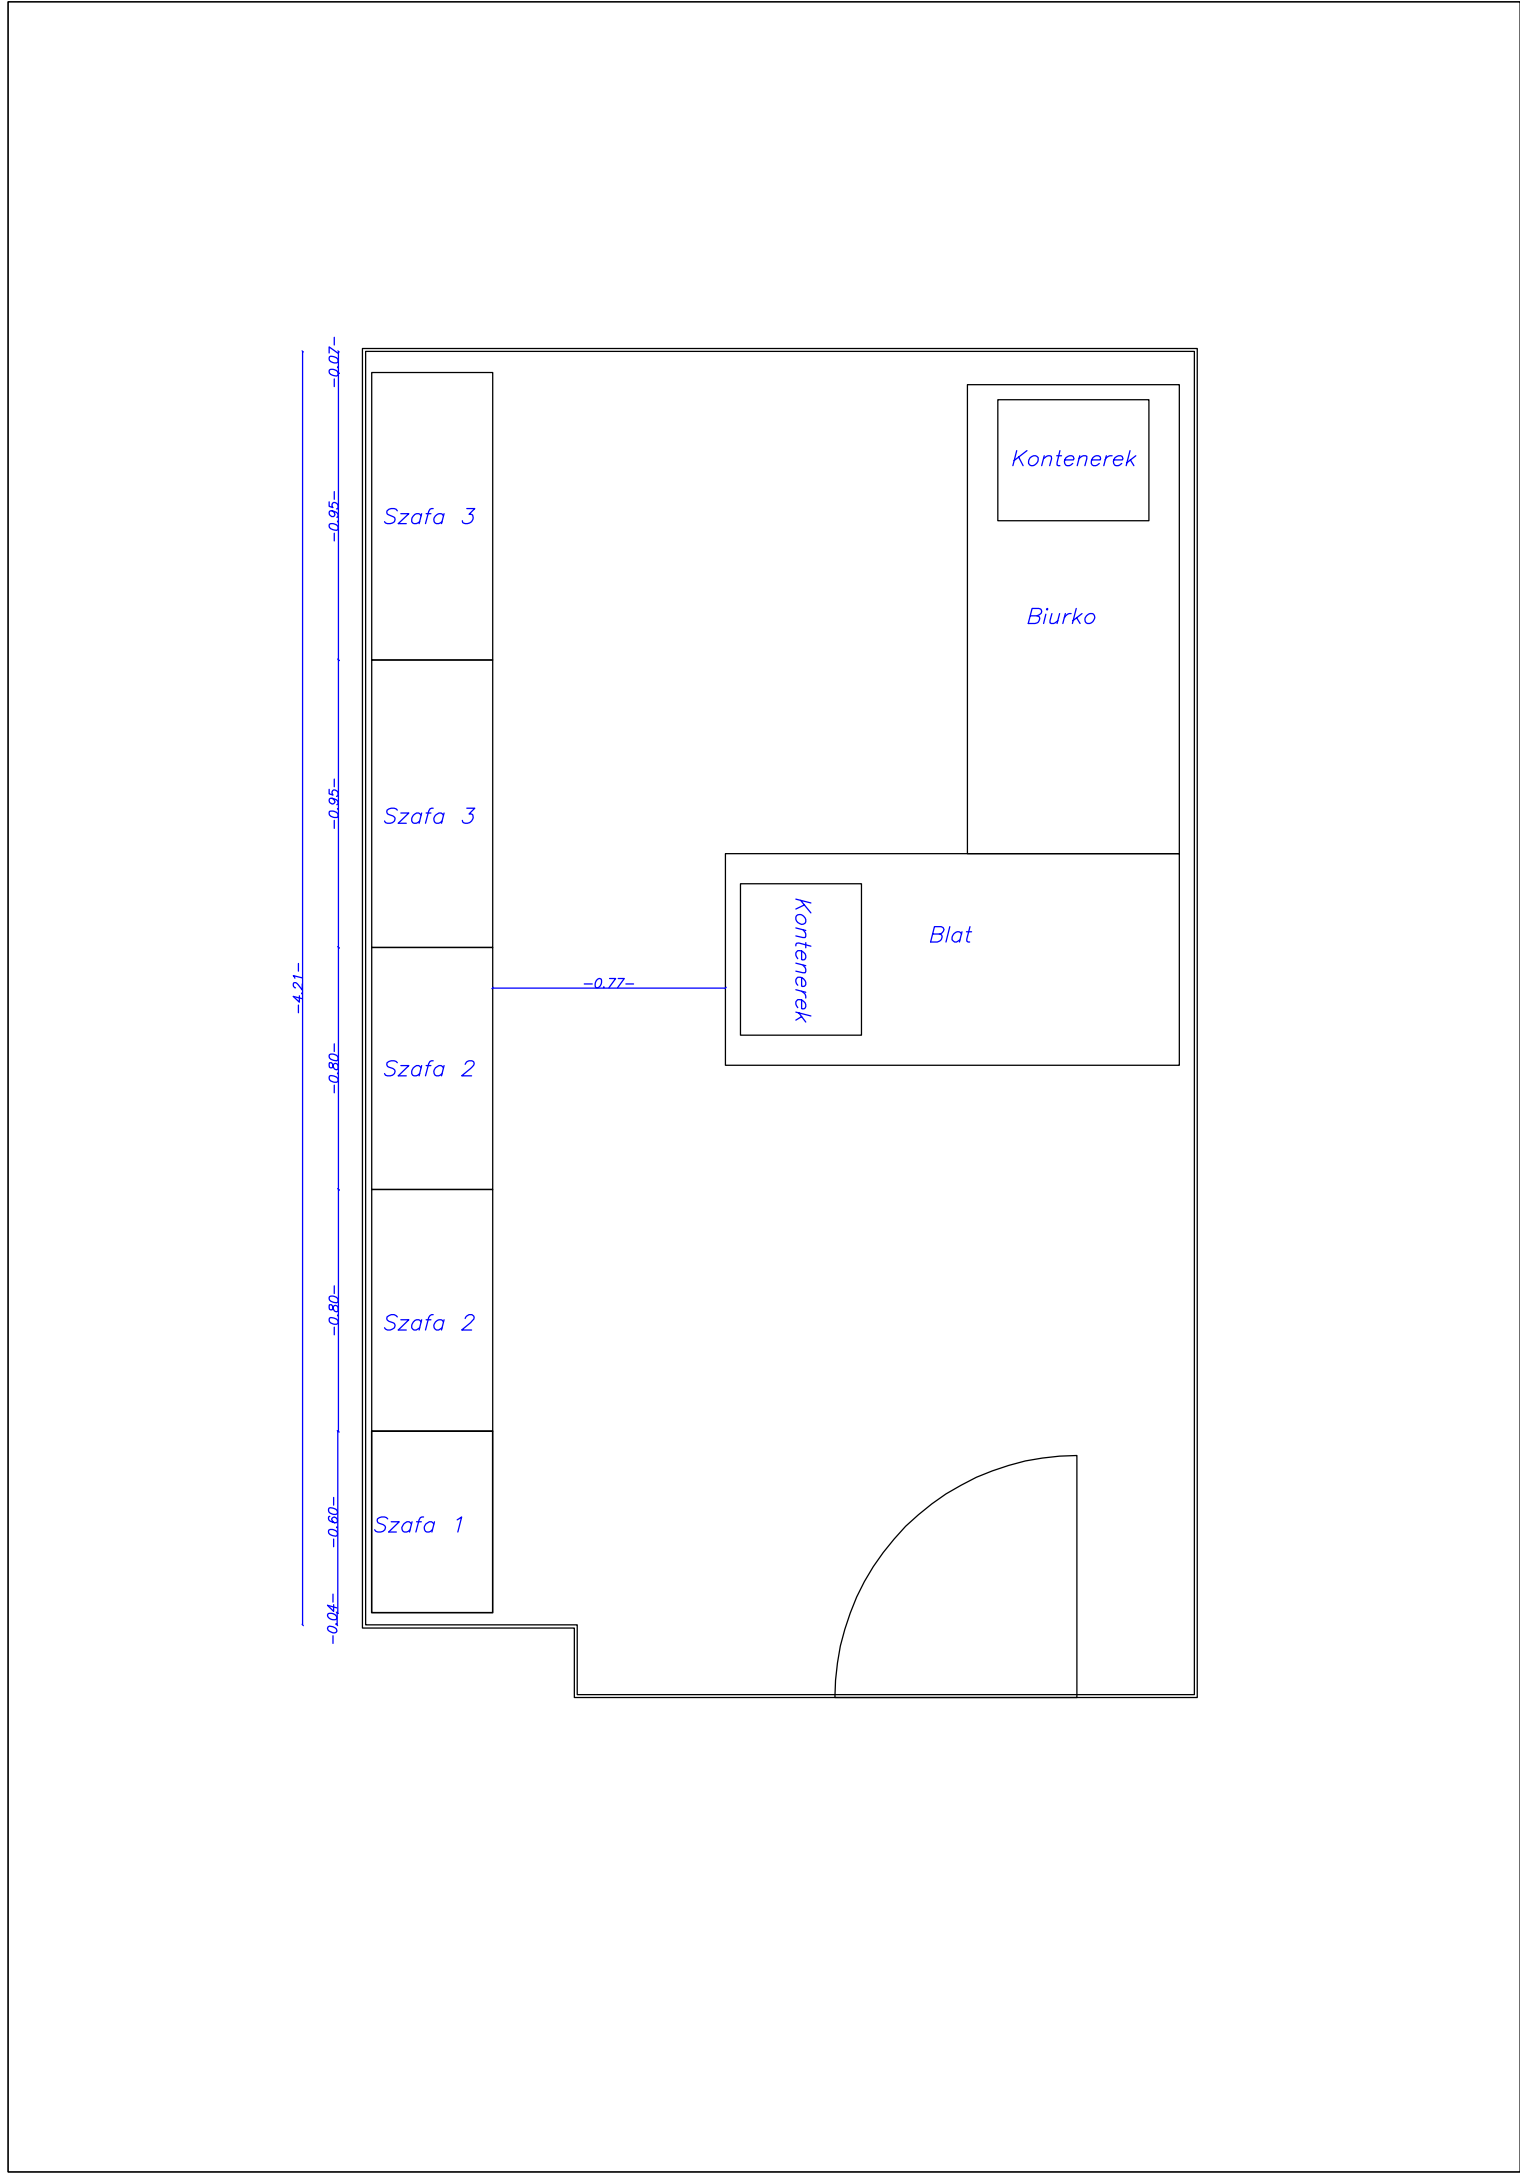 -0.07-
Kontenerek
-0.95-
Szafa 3
Biurko
-0.95-
Szafa 3
Kontenerek
Blat
-4.21-
-0.77-
-0.80-
Szafa 2
-0.80-
Szafa 2
-0.60-
Szafa 1
-0.04-